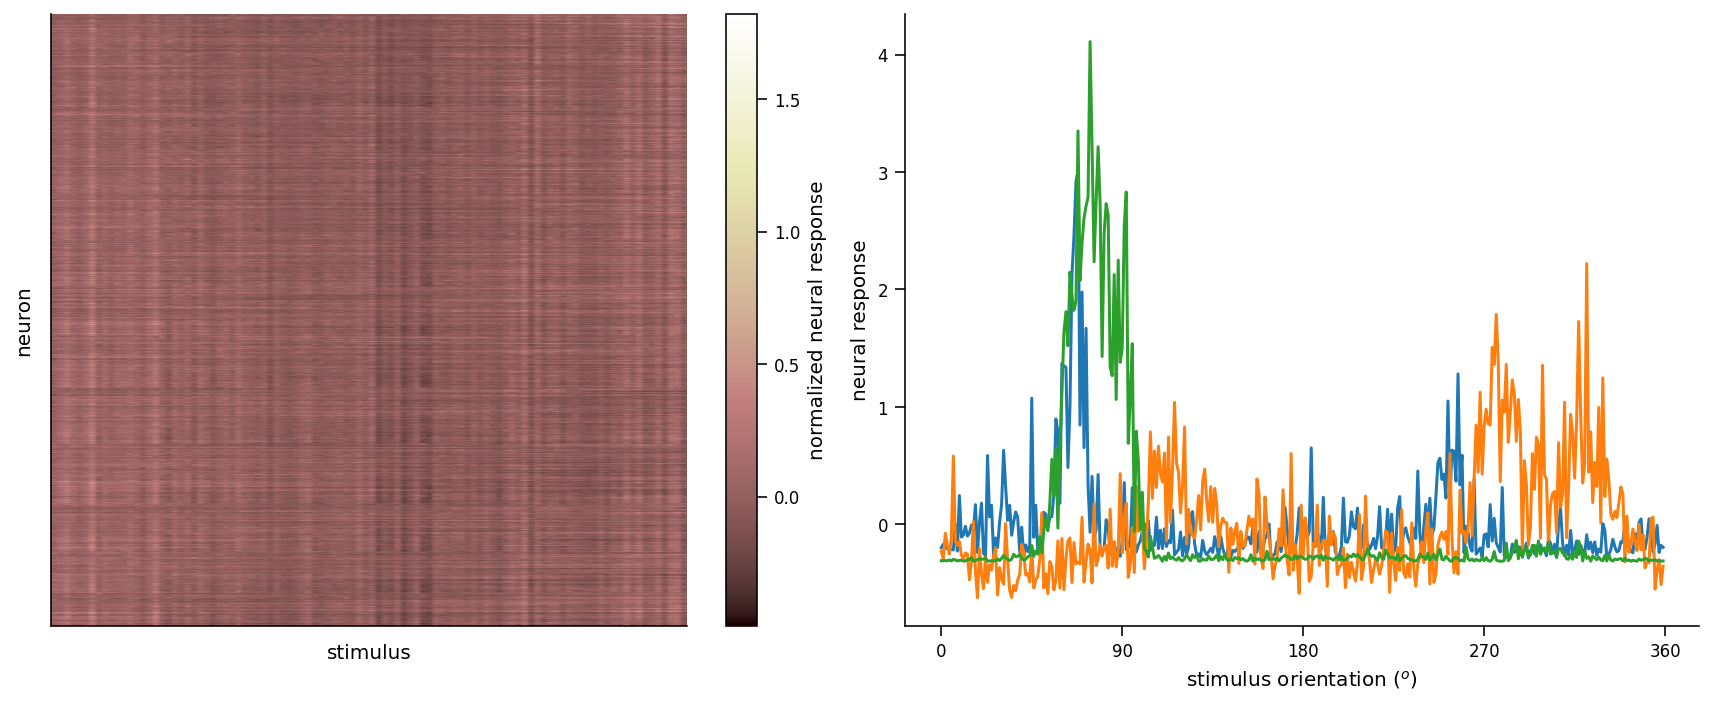 neuron
stimulus
1.5
1.0
0.5
0.0
normalized neural response
neural response
4
3
2
1
0
0 90 180 270 360
stimulus orientation (o)